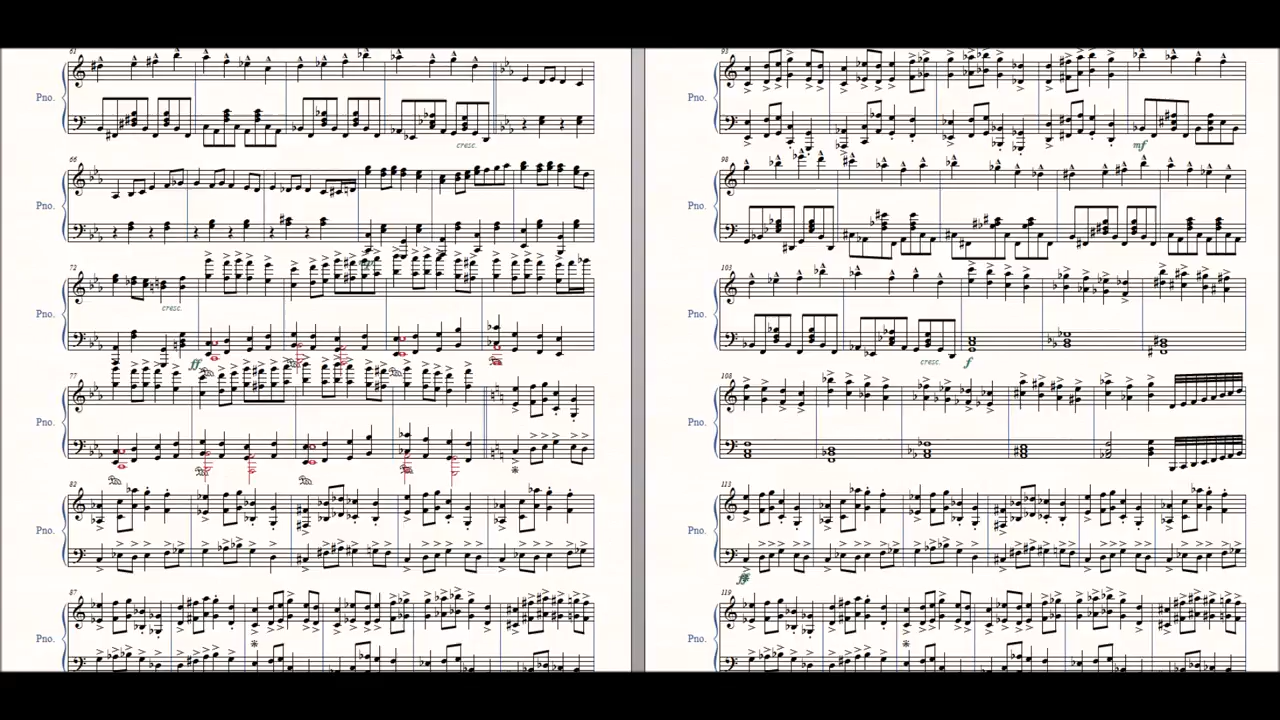 61
Pno.
cresc.
66
Pno.
72
cresc.
Pno.
ff
77
Pno.
82
Pno.
87
Pno.
93
Pno.
mf
98
Pno.
103
Pno.
cresc.
f
108
Pno.
113
Pno.
ff
119
Pno.